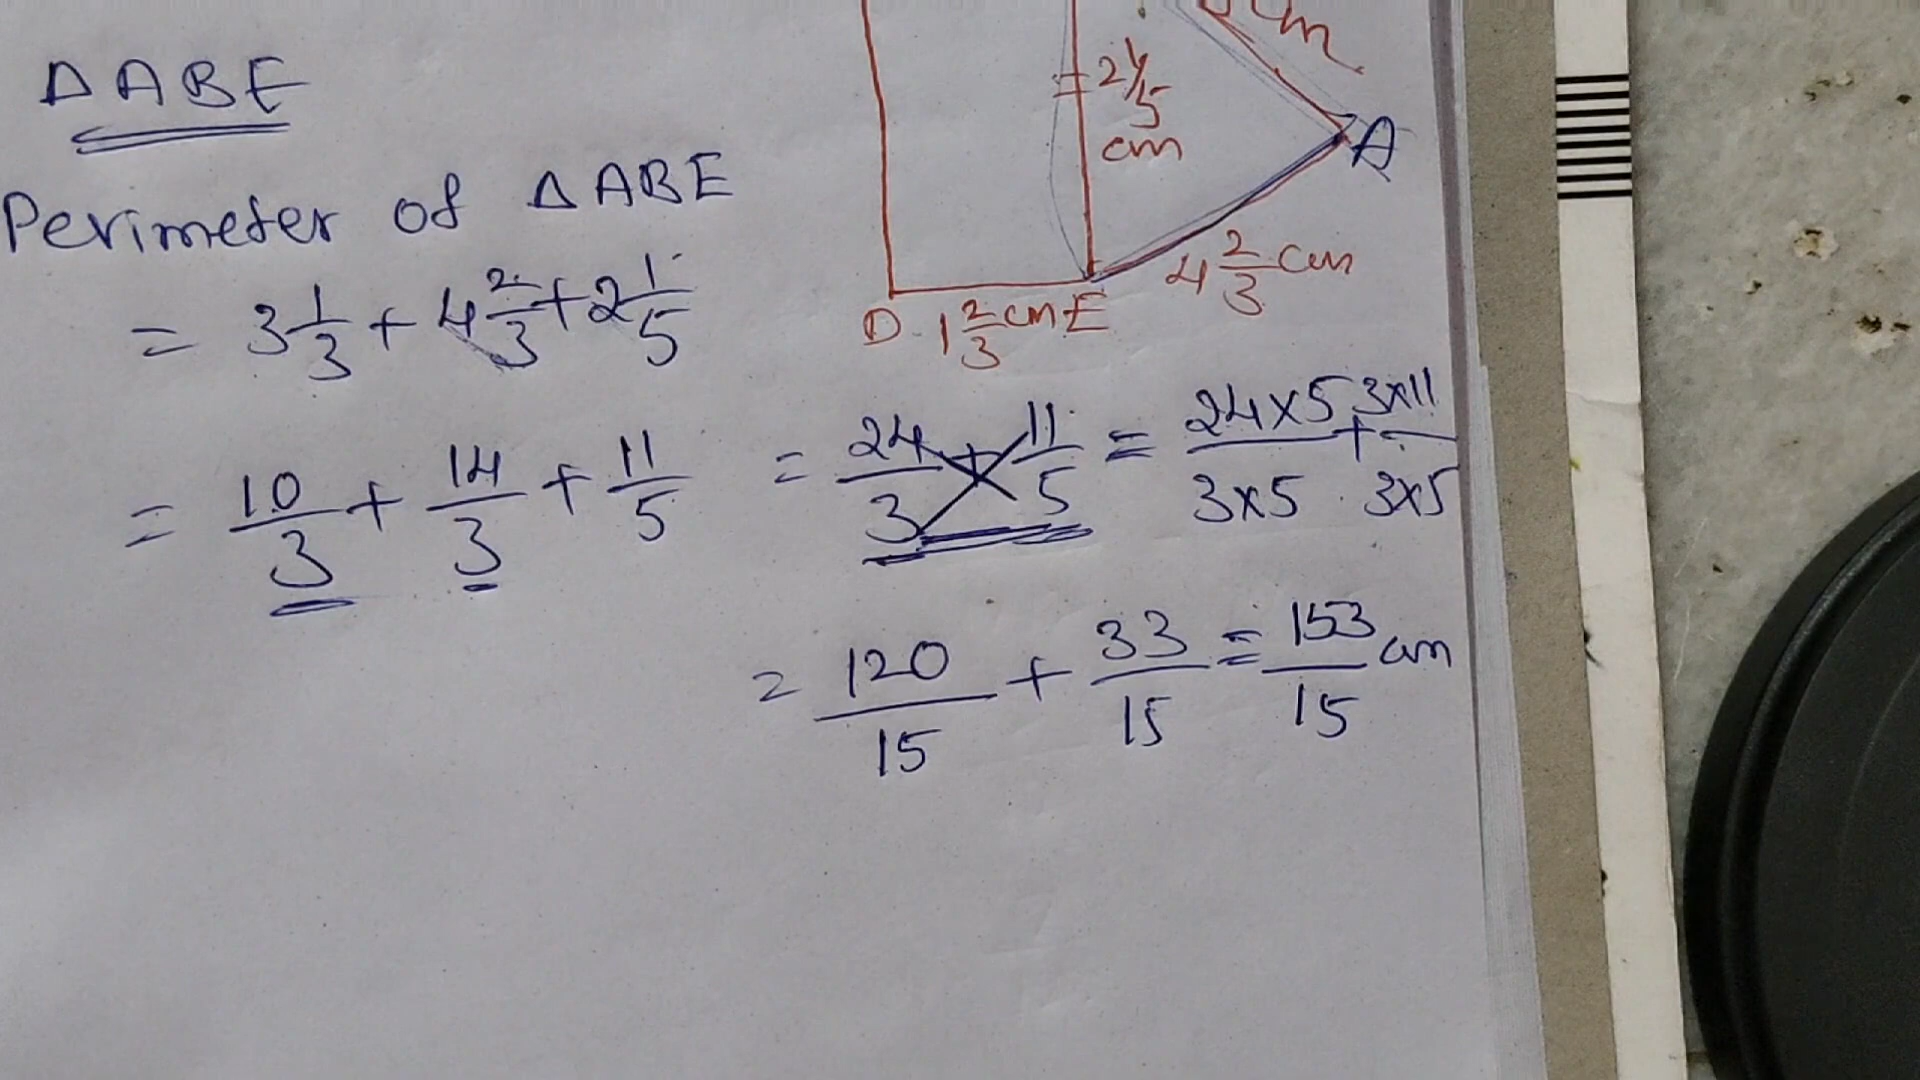 ΔABE
Perimeter of ΔABE
= 3 1/3 + 4 2/3 + 2 1/5
= 10/3 + 14/3 + 11/5
= 24/3 + 11/5 = 24×5/3×5 + 3×11/3×5
= 120/15 + 33/15 = 153/15 cm
cm
= 2 1/5
cm
A
4 2/3 cm
D 1 2/3 cm E